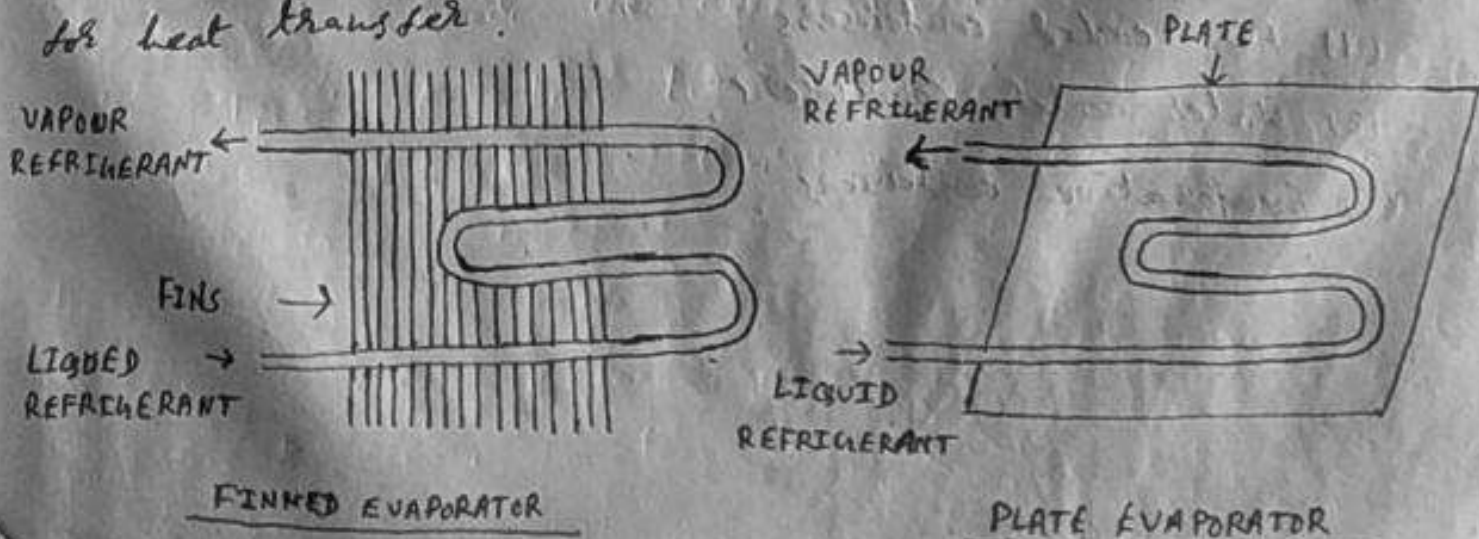 for heat transfer.
VAPOUR
REFRIGERANT
FINS
LIQUED
REFRIGERANT
FINNED EVAPORATOR
PLATE
VAPOUR
REFRIGERANT
LIQUID
REFRIGERANT
PLATE EVAPORATOR